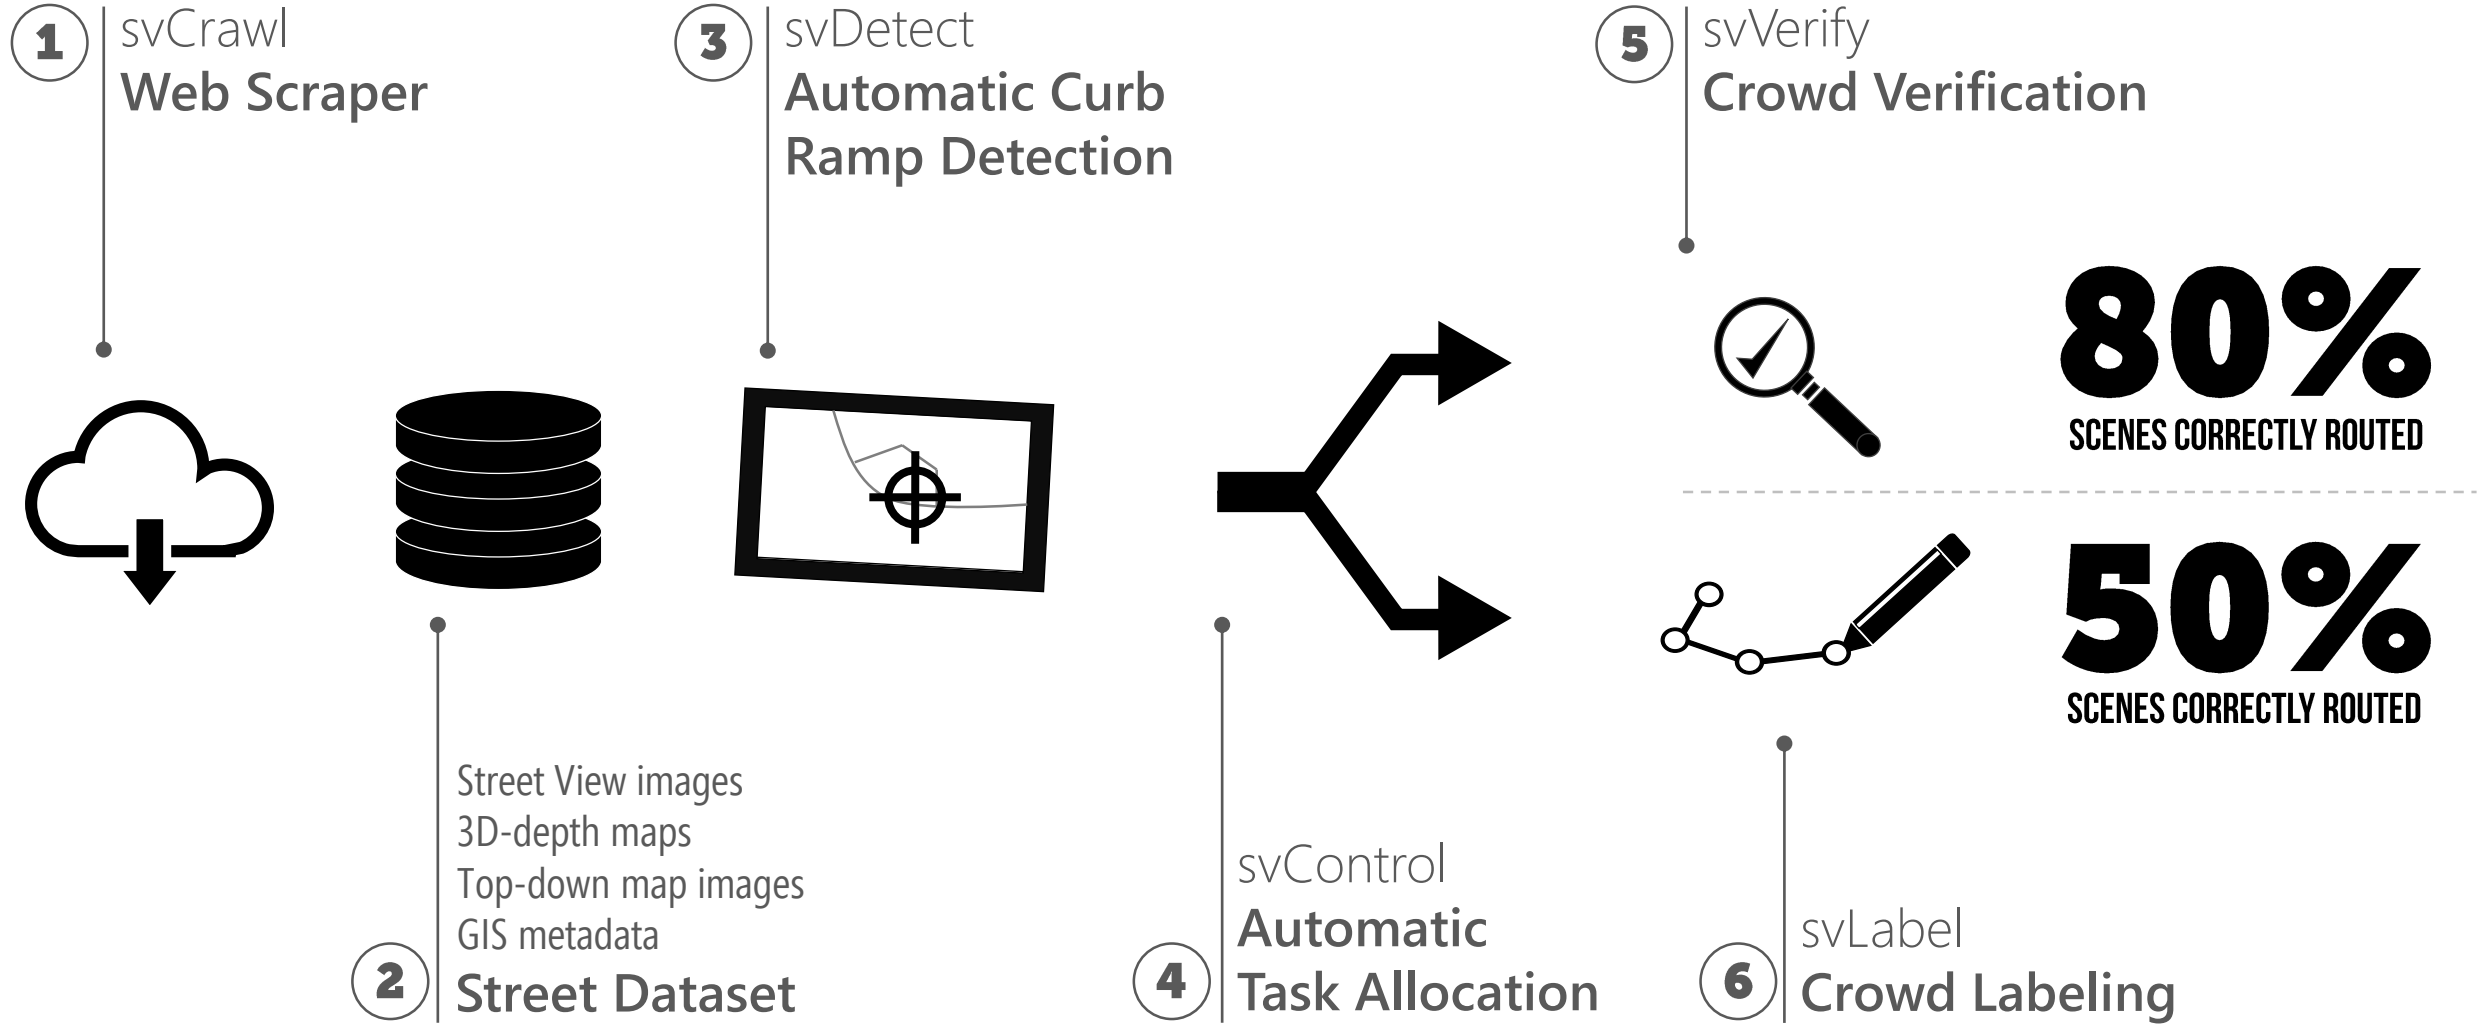 1
svCrawl
Web Scraper
Street View images
3D-depth maps
Top-down map images
GIS metadata
2
Street Dataset
3
svDetect
Automatic Curb
Ramp Detection
svControl
Automatic
4
Task Allocation
5
svVerify
Crowd Verification
80%
SCENES CORRECTLY ROUTED
50%
SCENES CORRECTLY ROUTED
svLabel
6
Crowd Labeling